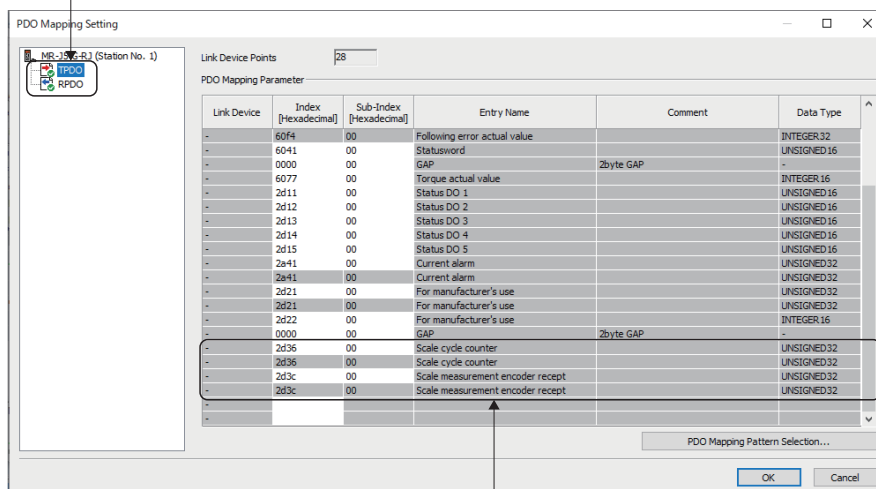 PDO Mapping Setting
MR-J5-G-RJ (Station No. 1)
TPDO
RPDO
Link Device Points 28
PDO Mapping Parameter
Link Device Index [Hexadecimal] Sub-Index [Hexadecimal] Entry Name Comment Data Type
- 60f4 00 Following error actual value INTEGER32
- 6041 00 Statusword UNSIGNED16
- 0000 00 GAP 2byte GAP -
- 6077 00 Torque actual value INTEGER16
- 2d11 00 Status DO 1 UNSIGNED16
- 2d12 00 Status DO 2 UNSIGNED16
- 2d13 00 Status DO 3 UNSIGNED16
- 2d14 00 Status DO 4 UNSIGNED16
- 2d15 00 Status DO 5 UNSIGNED16
- 2a41 00 Current alarm UNSIGNED32
- 2a41 00 Current alarm UNSIGNED32
- 2d21 00 For manufacturer's use UNSIGNED32
- 2d21 00 For manufacturer's use UNSIGNED32
- 2d22 00 For manufacturer's use INTEGER16
- 0000 00 GAP 2byte GAP -
- 2d36 00 Scale cycle counter UNSIGNED32
- 2d36 00 Scale cycle counter UNSIGNED32
- 2d3c 00 Scale measurement encoder recept UNSIGNED32
- 2d3c 00 Scale measurement encoder recept UNSIGNED32
-
-
PDO Mapping Pattern Selection...
OK Cancel